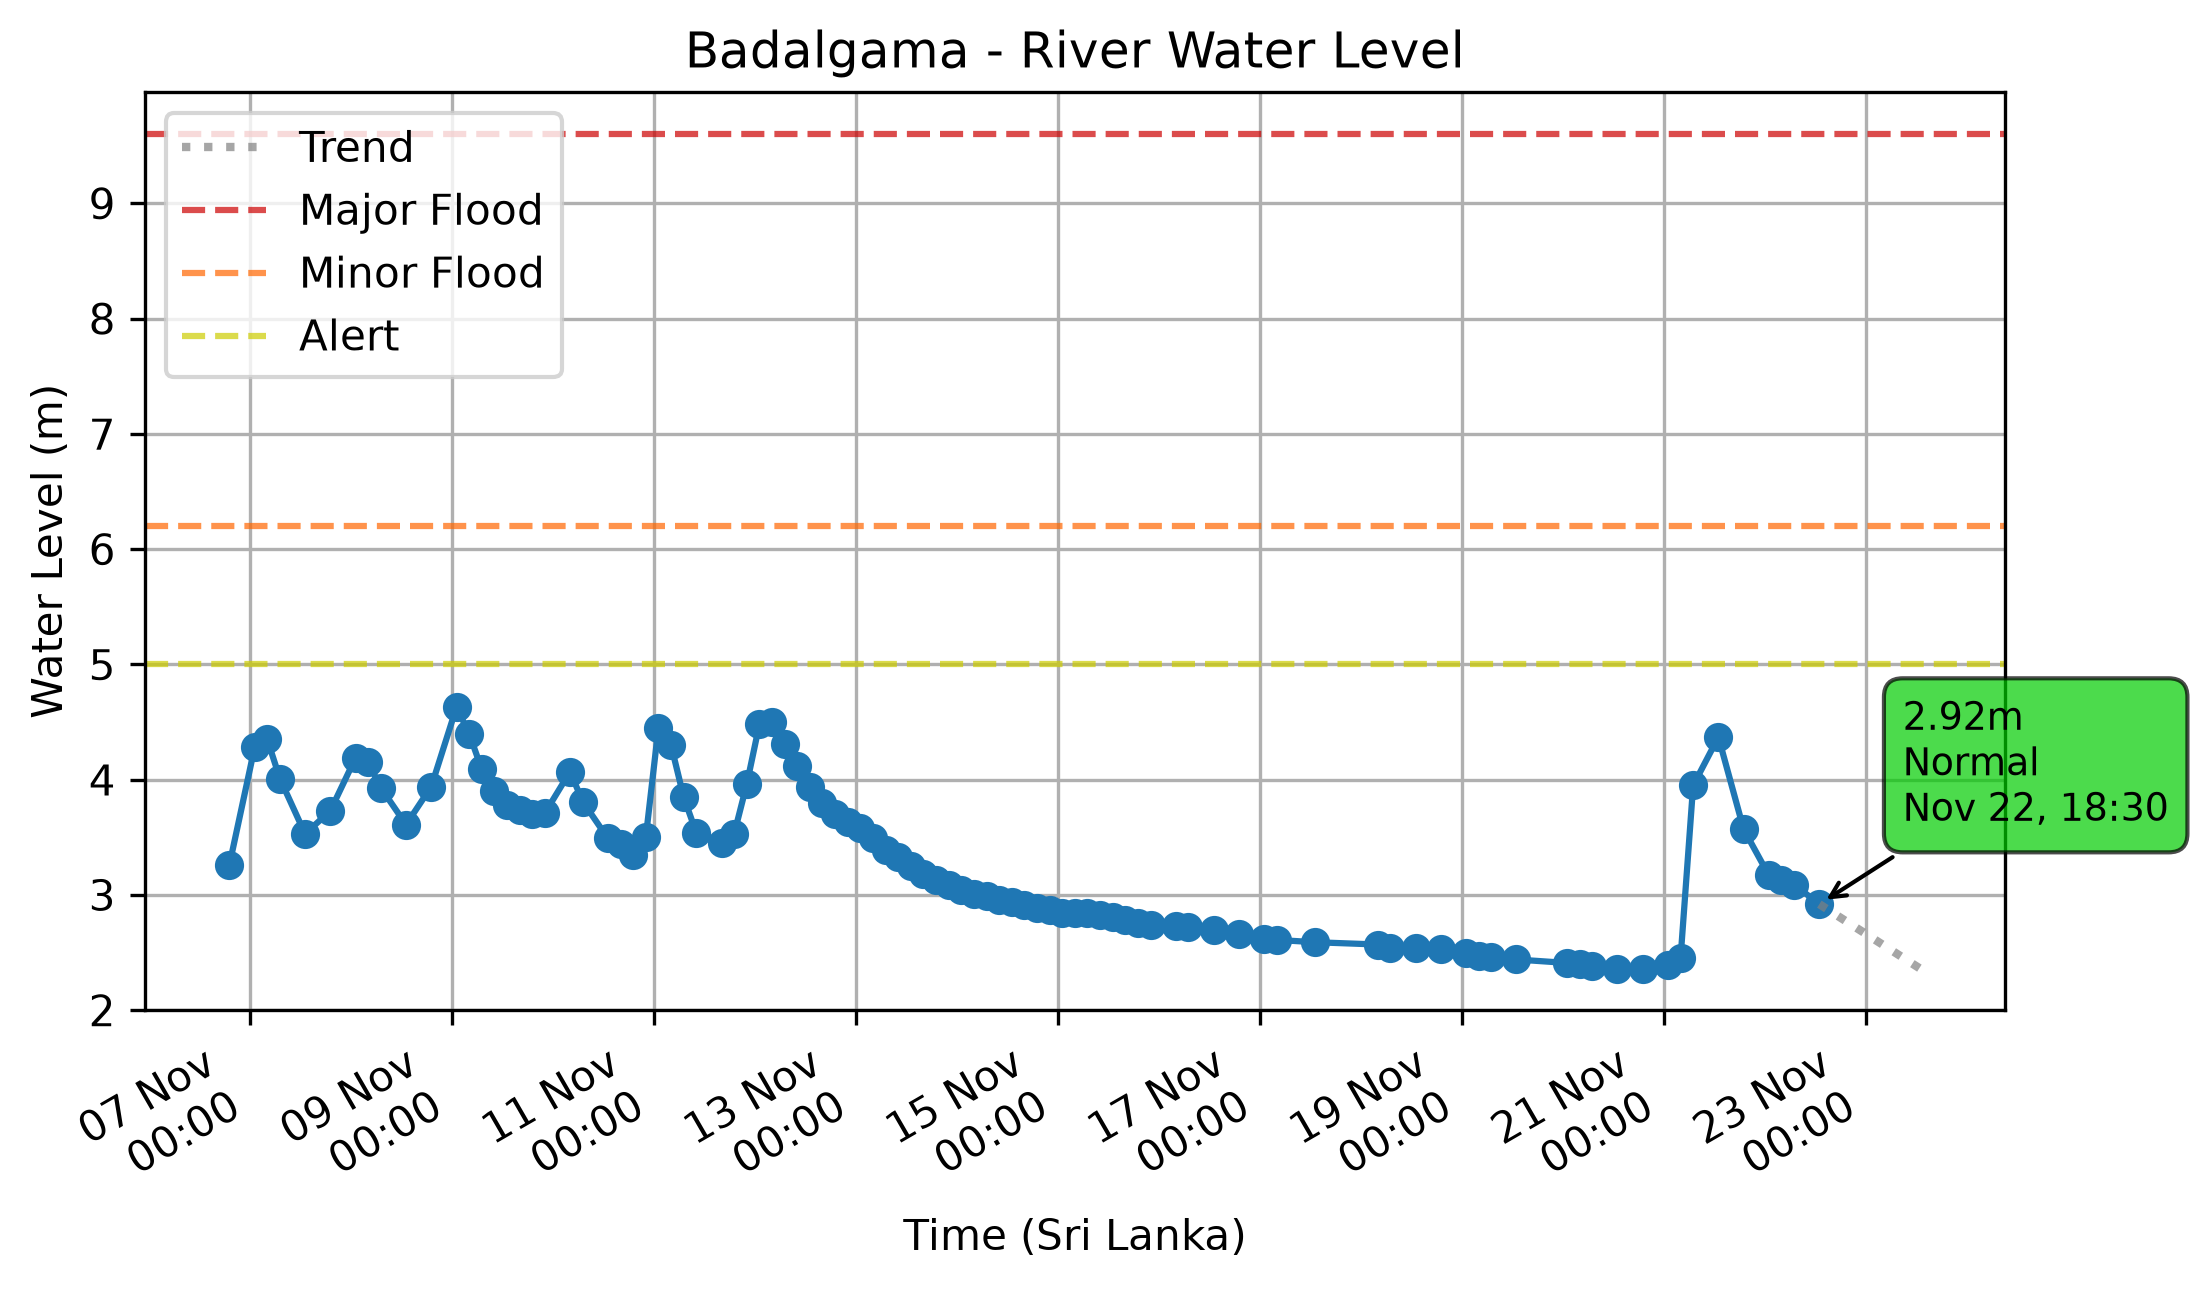 Badalgama - River Water Level
Trend
Major Flood
Minor Flood
Alert
Water Level (m)
9
8
7
6
5
4
3
2
2.92m
Normal
Nov 22, 18:30
07 Nov
00:00
09 Nov
00:00
11 Nov
00:00
13 Nov
00:00
15 Nov
00:00
17 Nov
00:00
19 Nov
00:00
21 Nov
00:00
23 Nov
00:00
Time (Sri Lanka)